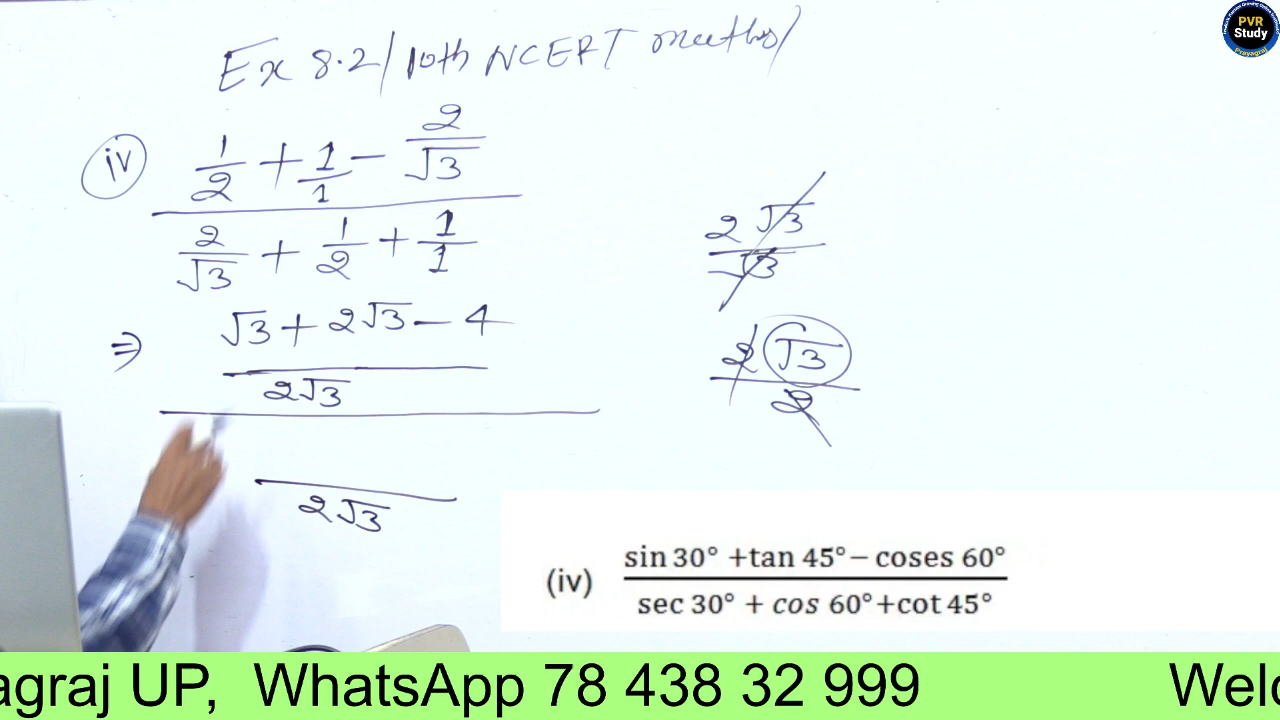 PVR
Study
Prayagraj
Ex 8.2/10th NCERT
iv 1/2 + 1/1 - 2/√3
2/√3 + 1/2 + 1/1
⇒ √3 + 2√3 - 4
2√3
2√3
2√3
√3
2√3
2
(iv) sin 30° +tan 45°− coses 60°
sec 30° + cos 60°+cot 45°
agraj UP, WhatsApp 78 438 32 999 Welc